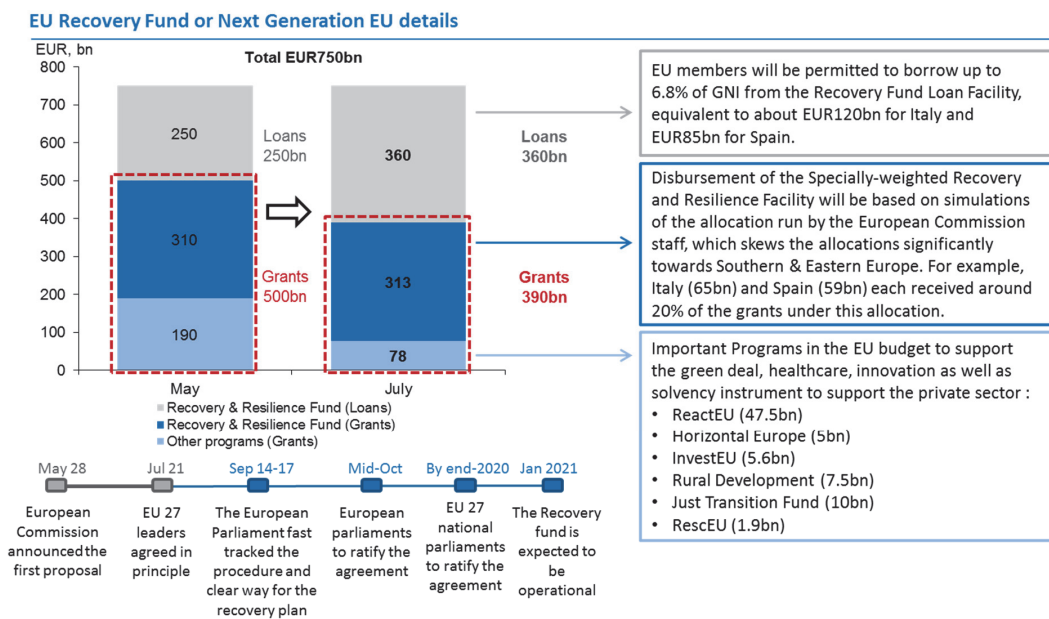 EU Recovery Fund or Next Generation EU details
EUR, bn
Total EUR750bn
800
700
600
500
400
300
200
100
0
250
310
190
Loans
250bn
Grants
500bn
360
313
78
Loans
360bn
Grants
390bn
May
July
Recovery & Resilience Fund (Loans)
Recovery & Resilience Fund (Grants)
Other programs (Grants)
EU members will be permitted to borrow up to
6.8% of GNI from the Recovery Fund Loan Facility,
equivalent to about EUR120bn for Italy and
EUR85bn for Spain.
Disbursement of the Specially-weighted Recovery
and Resilience Facility will be based on simulations
of the allocation run by the European Commission
staff, which skews the allocations significantly
towards Southern & Eastern Europe. For example,
Italy (65bn) and Spain (59bn) each received around
20% of the grants under this allocation.
Important Programs in the EU budget to support
the green deal, healthcare, innovation as well as
solvency instrument to support the private sector :
• ReactEU (47.5bn)
• Horizontal Europe (5bn)
• InvestEU (5.6bn)
• Rural Development (7.5bn)
• Just Transition Fund (10bn)
• RescEU (1.9bn)
May 28
European
Commission
announced the
first proposal
Jul 21
EU 27
leaders
agreed in
principle
Sep 14-17
The European
Parliament fast
tracked the
procedure and
clear way for the
recovery plan
Mid-Oct
European
parliaments
to ratify the
agreement
By end-2020
EU 27
national
parliaments
to ratify the
agreement
Jan 2021
The Recovery
fund is
expected to
be
operational